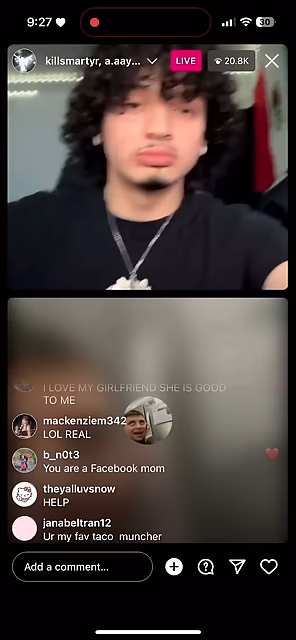 9:27
30
killsmartyr, a.aay...
LIVE
20.8K
I LOVE MY GIRLFRIEND SHE IS GOOD
TO ME
mackenziem342
LOL REAL
b_n0t3
You are a Facebook mom
theyalluvsnow
HELP
janabeltran12
Ur my fav taco muncher
Add a comment...